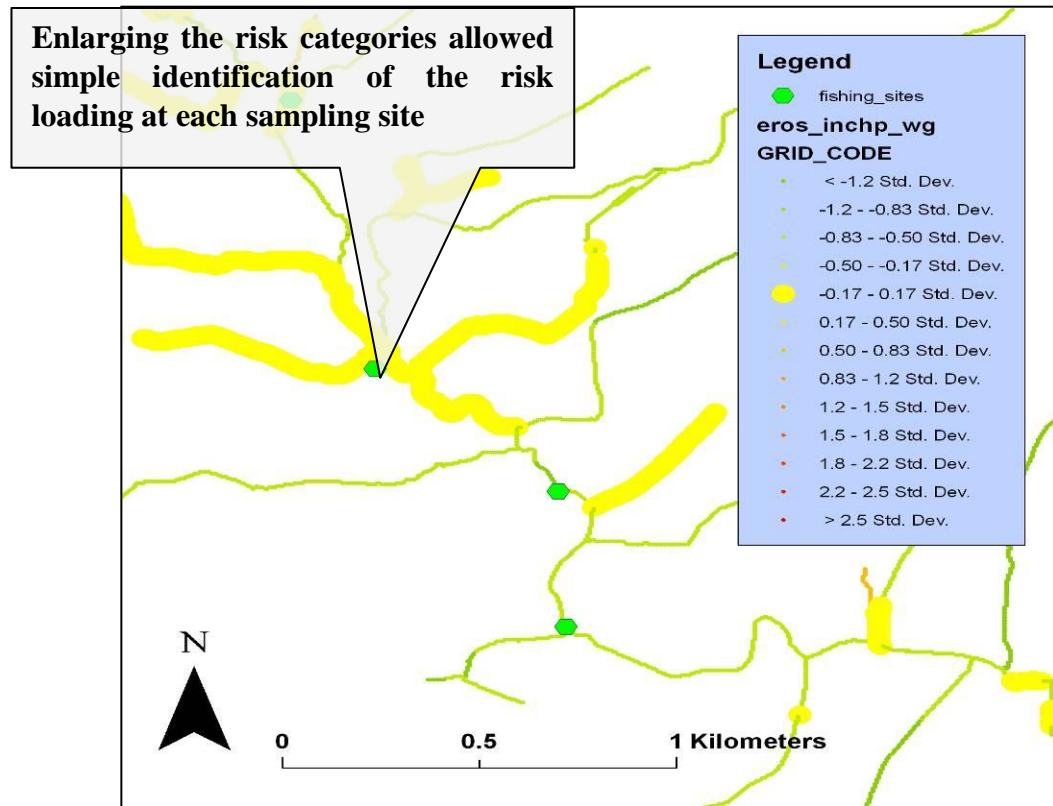 Enlarging the risk categories allowed
simple identification of the risk
loading at each sampling site
Legend
fishing_sites
eros_inchp_wg
GRID_CODE
< -1.2 Std. Dev.
-1.2 - -0.83 Std. Dev.
-0.83 - -0.50 Std. Dev.
-0.50 - -0.17 Std. Dev.
-0.17 - 0.17 Std. Dev.
0.17 - 0.50 Std. Dev.
0.50 - 0.83 Std. Dev.
0.83 - 1.2 Std. Dev.
1.2 - 1.5 Std. Dev.
1.5 - 1.8 Std. Dev.
1.8 - 2.2 Std. Dev.
2.2 - 2.5 Std. Dev.
> 2.5 Std. Dev.
N
0 0.5 1 Kilometers